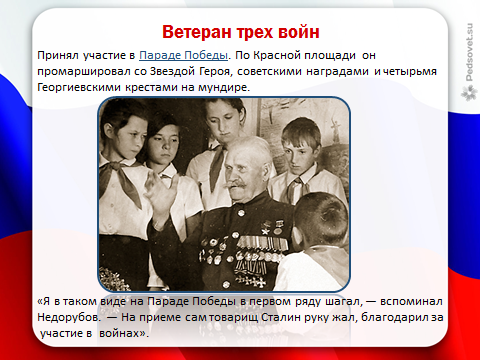 Ветеран трех войн
Принял участие в Параде Победы. По Красной площади он
промаршировал со Звездой Героя, советскими наградами и четырьмя
Георгиевскими крестами на мундире.
«Я в таком виде на Параде Победы в первом ряду шагал, — вспоминал
Недорубов. — На приеме сам товарищ Сталин руку жал, благодарил за
участие в войнах».
Pedsovet.su